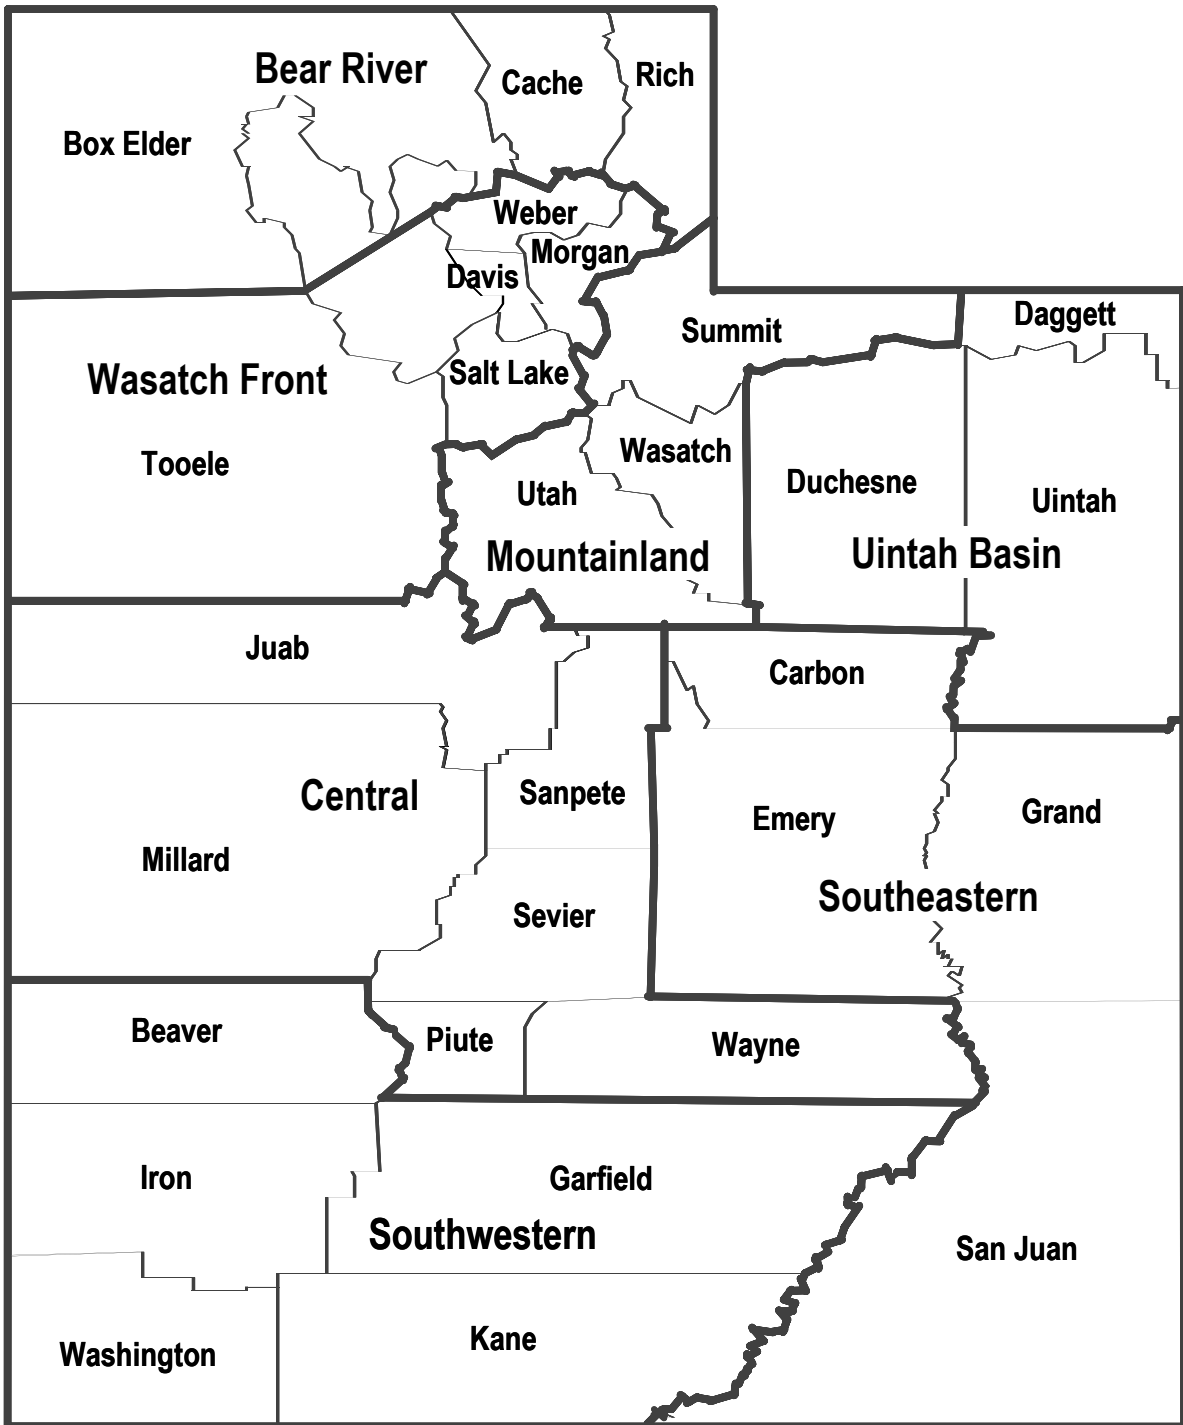 Bear River
Cache
Rich
Box Elder
Weber
Morgan
Davis
Summit
Daggett
Wasatch Front
Salt Lake
Tooele
Wasatch
Utah
Duchesne
Uintah
Mountainland
Uintah Basin
Juab
Carbon
Central
Sanpete
Emery
Grand
Millard
Southeastern
Sevier
Beaver
Piute
Wayne
Iron
Garfield
Southwestern
San Juan
Washington
Kane